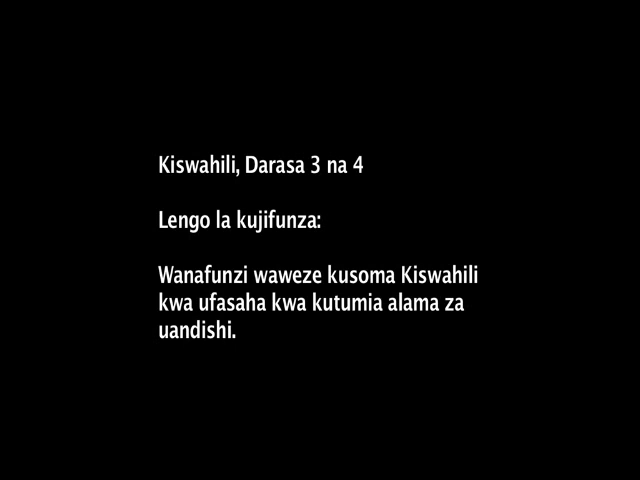 Kiswahili, Darasa 3 na 4
Lengo la kujifunza:
Wanafunzi waweze kusoma Kiswahili
kwa ufasaha kwa kutumia alama za
uandishi.